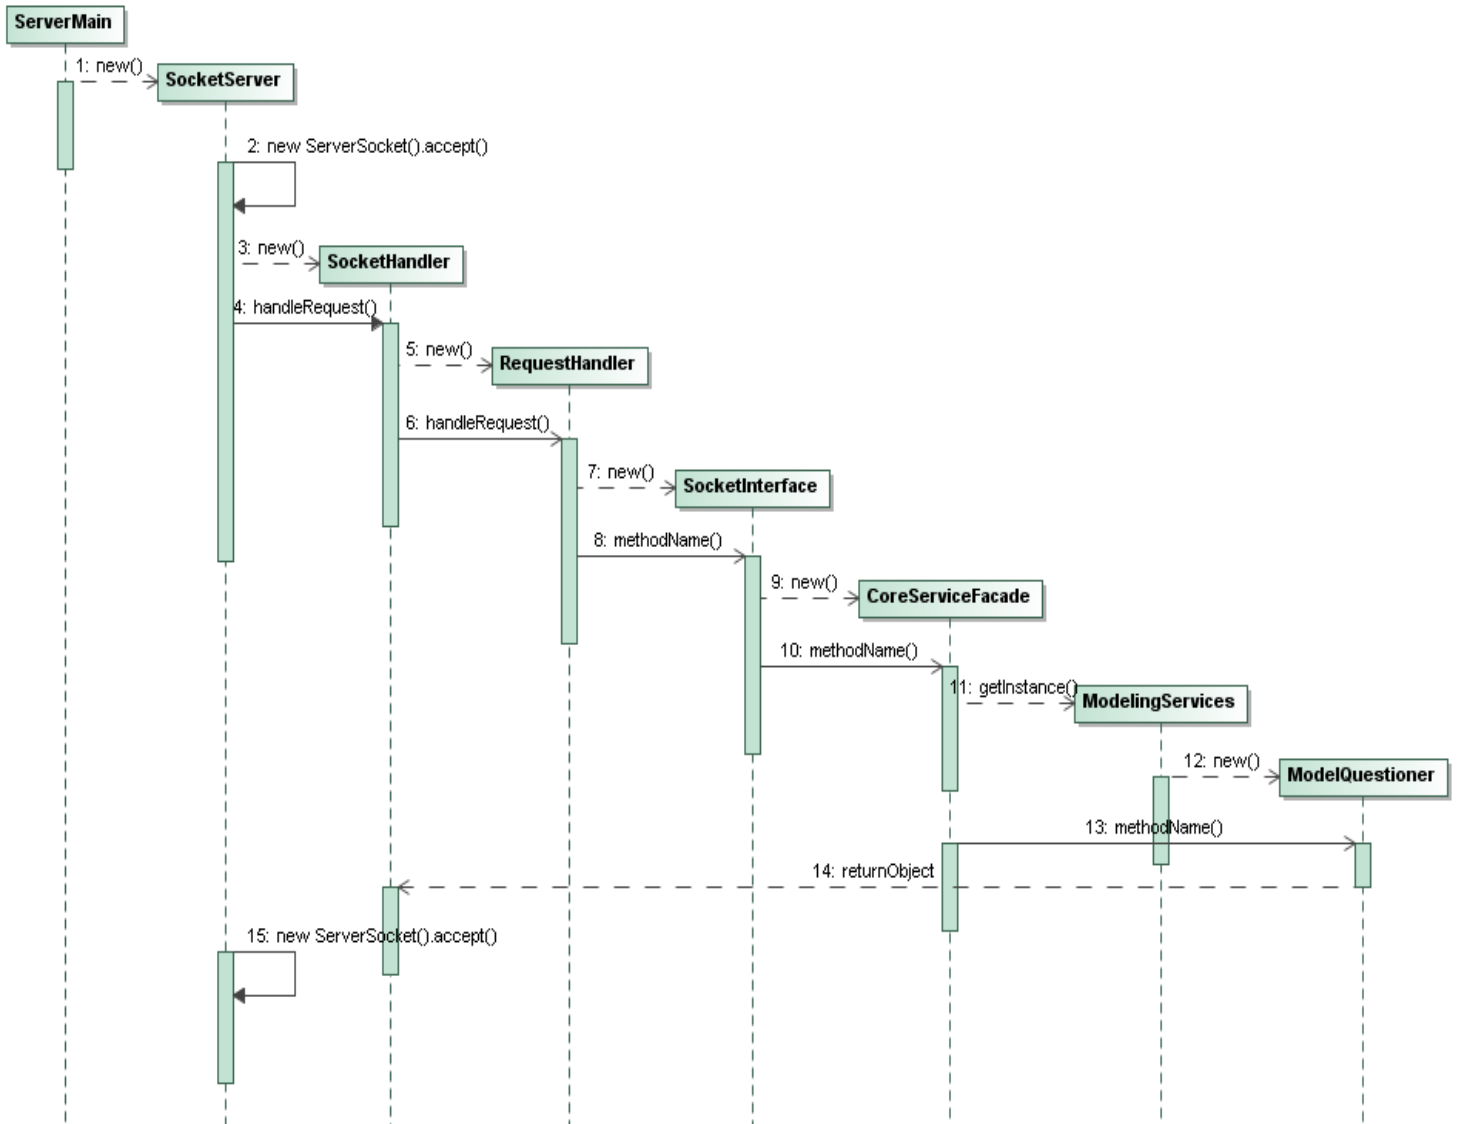 ServerMain
1: new()
SocketServer
2: new ServerSocket().accept()
3: new()
SocketHandler
4: handleRequest()
5: new()
RequestHandler
6: handleRequest()
7: new()
SocketInterface
8: methodName()
9: new()
CoreServiceFacade
10: methodName()
11: getInstance()
ModelingServices
12: new()
ModelQuestioner
13: methodName()
14: returnObject
15: new ServerSocket().accept()